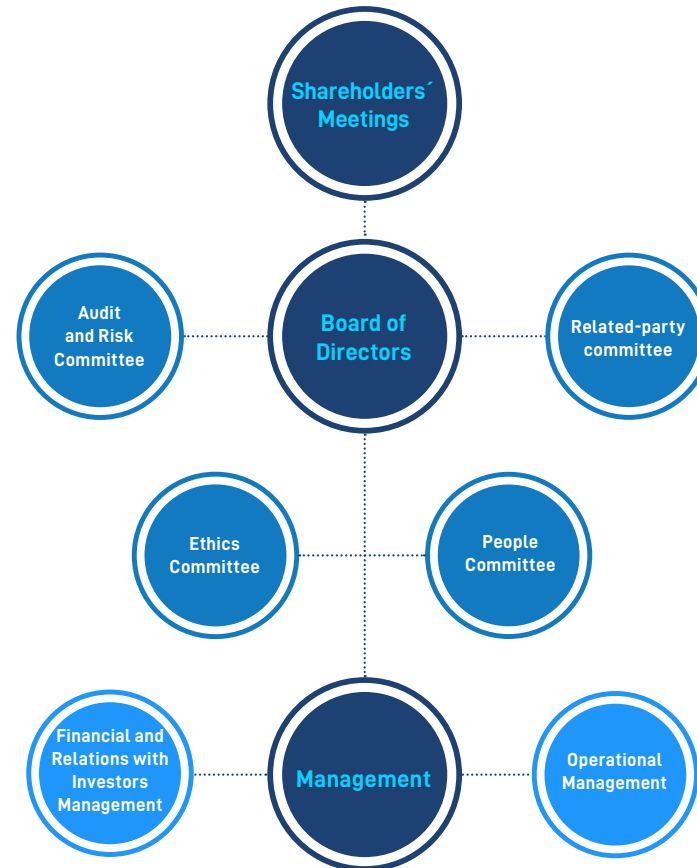 Shareholders´
Meetings
Audit
and Risk
Committee
Board of
Directors
Related-party
committee
Ethics
Committee
People
Committee
Financial and
Relations with
Investors
Management
Management
Operational
Management